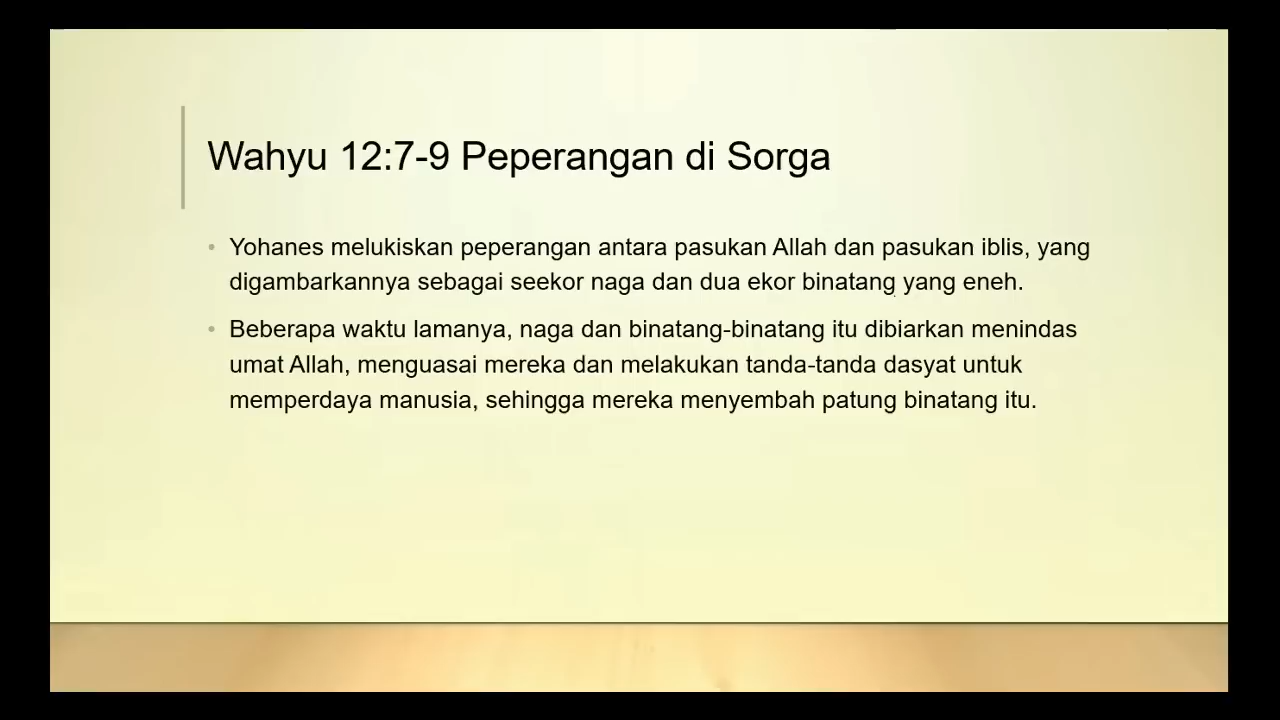 Wahyu 12:7-9 Peperangan di Sorga
• Yohanes melukiskan peperangan antara pasukan Allah dan pasukan iblis, yang
digambarkannya sebagai seekor naga dan dua ekor binatang yang eneh.
• Beberapa waktu lamanya, naga dan binatang-binatang itu dibiarkan menindas
umat Allah, menguasai mereka dan melakukan tanda-tanda dasyat untuk
memperdaya manusia, sehingga mereka menyembah patung binatang itu.